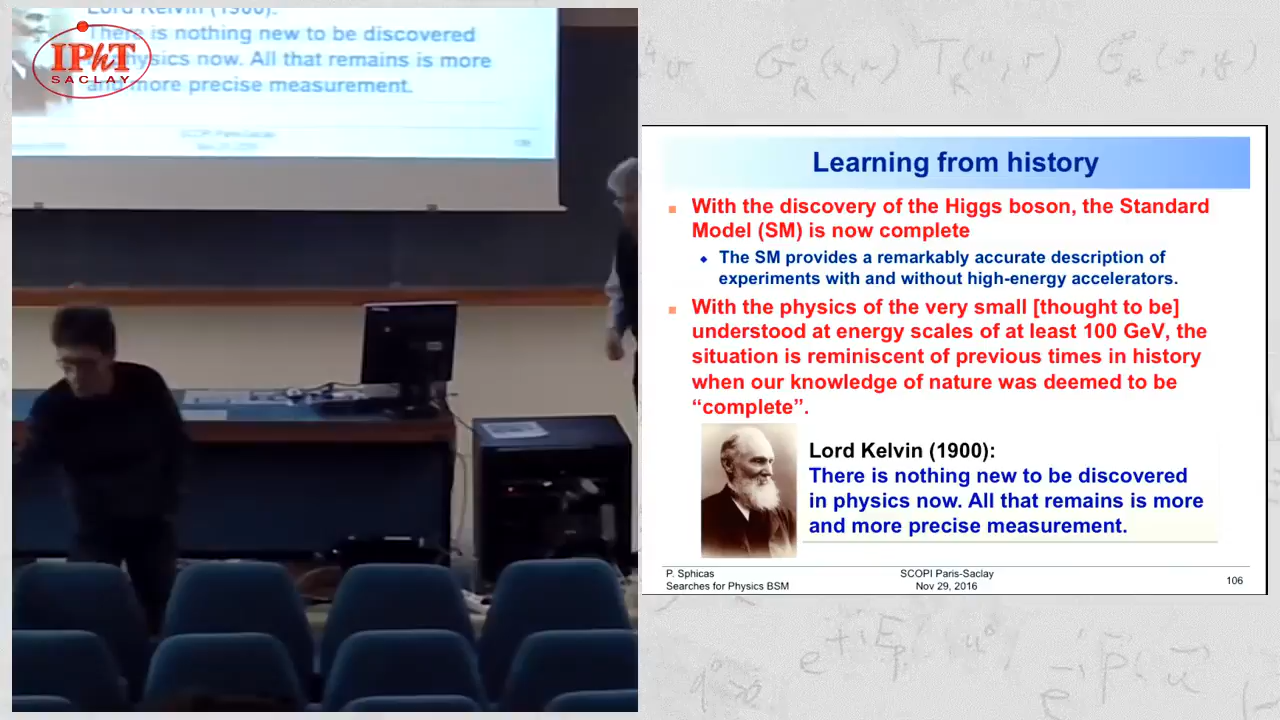 Lord Kelvin (1900):
There is nothing new to be discovered
physics now. All that remains is more
and more precise measurement.
IPhT
SACLAY
Learning from history
With the discovery of the Higgs boson, the Standard
Model (SM) is now complete
The SM provides a remarkably accurate description of
experiments with and without high-energy accelerators.
With the physics of the very small [thought to be]
understood at energy scales of at least 100 GeV, the
situation is reminiscent of previous times in history
when our knowledge of nature was deemed to be
“complete”.
Lord Kelvin (1900):
There is nothing new to be discovered
in physics now. All that remains is more
and more precise measurement.
P. Sphicas
Searches for Physics BSM
SCOPI Paris-Saclay
Nov 29, 2016
106